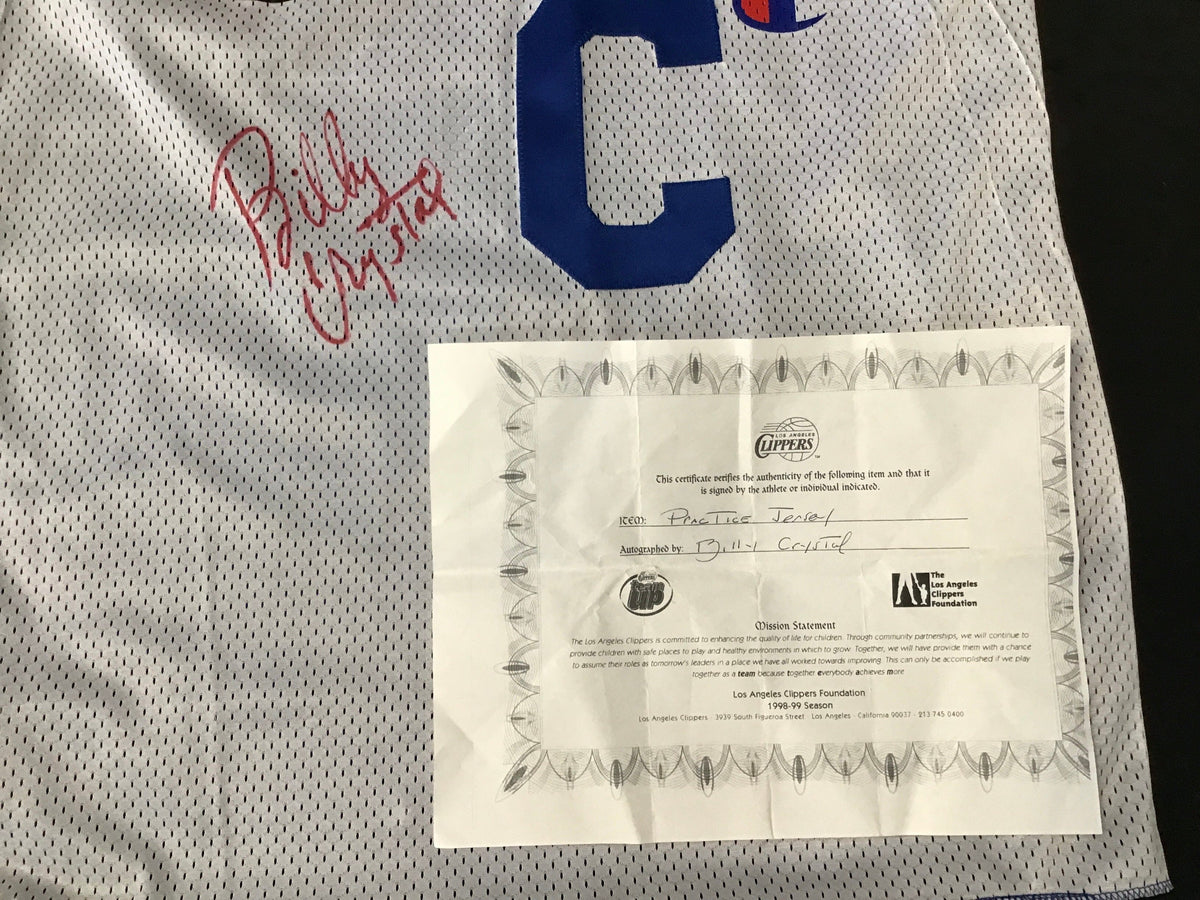 C
Billy
Crystal
LOS ANGELES
CLIPPERS
This certificate verifies the authenticity of the following item and that it
is signed by the athlete or individual indicated.
ITEM: Practice Jersey
Autographed by: Billy Crystal
The
Los Angeles
Clippers
Foundation
Mission Statement
The Los Angeles Clippers is committed to enhancing the quality of life for children. Through community partnerships, we will continue to
provide children with safe places to play and healthy environments in which to grow. Together, we will have provide them with a chance
to assume their roles as tomorrow's leaders in a place we have all worked towards improving. This can only be accomplished if we play
together as a team because together everybody achieves more
Los Angeles Clippers Foundation
1998-99 Season
Los Angeles Clippers · 3939 South Figueroa Street · Los Angeles · California 90037 · 213 745 0400